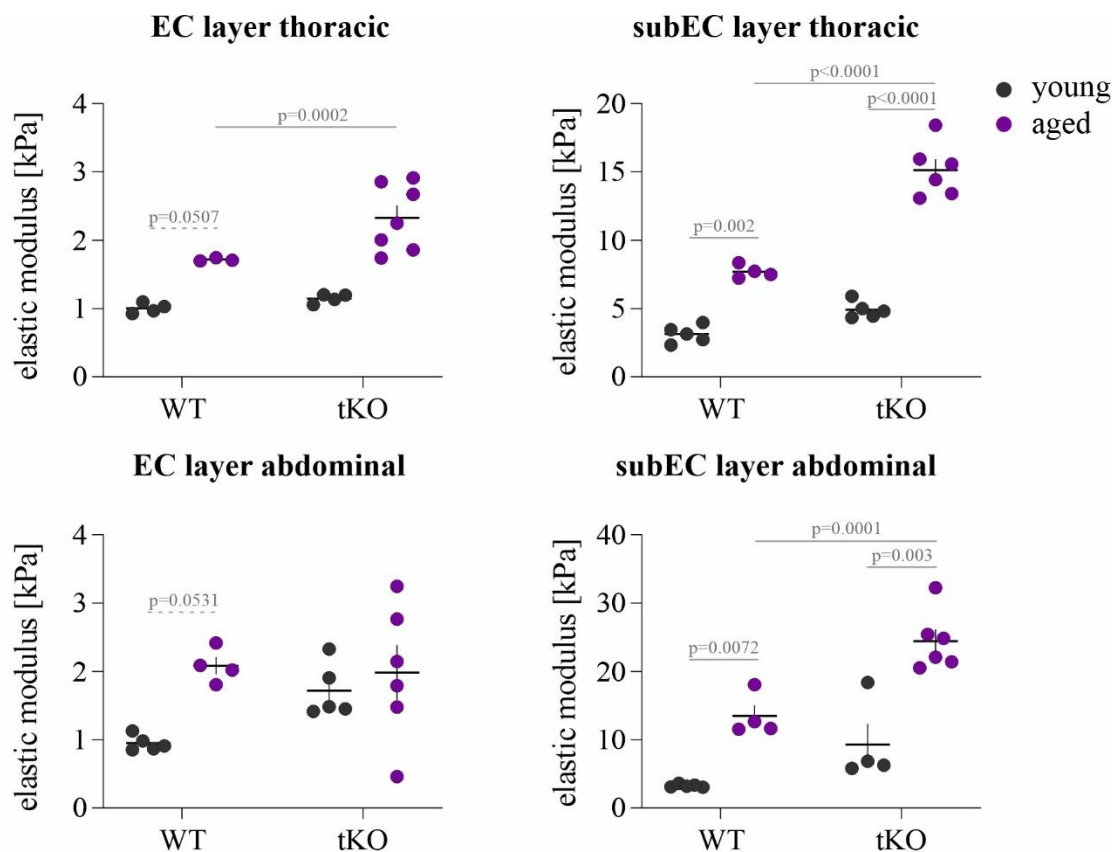 EC layer thoracic
elastic modulus [kPa]
4
3
2
1
0
p=0.0507
p=0.0002
WT
tKO
subEC layer thoracic
elastic modulus [kPa]
20
15
10
5
0
p=0.002
p<0.0001
p<0.0001
WT
tKO
young
aged
EC layer abdominal
elastic modulus [kPa]
4
3
2
1
0
p=0.0531
WT
tKO
subEC layer abdominal
elastic modulus [kPa]
40
30
20
10
0
p=0.0072
p=0.0001
p=0.003
WT
tKO